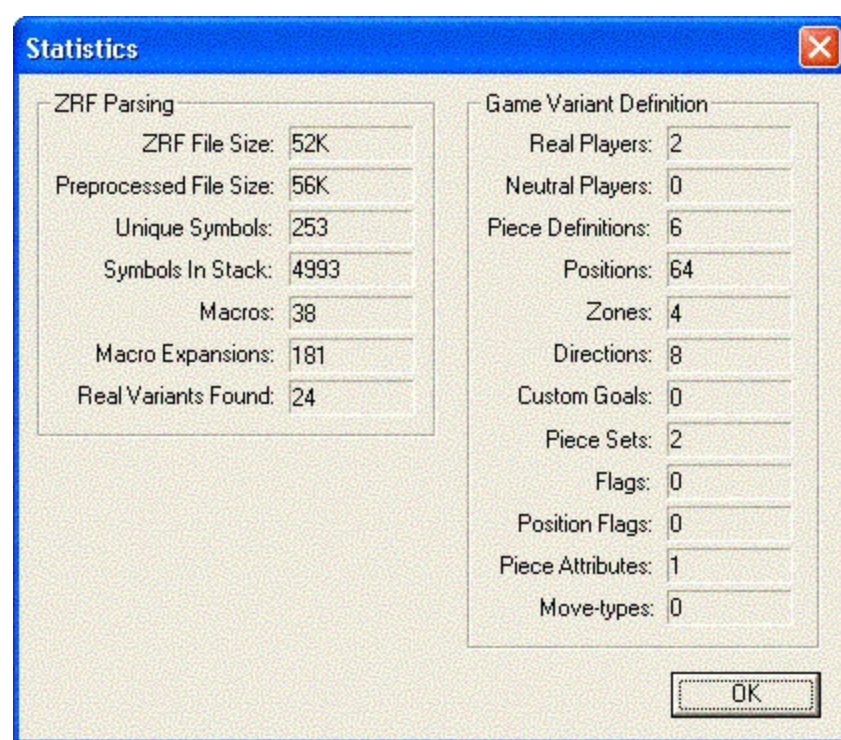 Statistics
ZRF Parsing
ZRF File Size: 52K
Preprocessed File Size: 56K
Unique Symbols: 253
Symbols In Stack: 4993
Macros: 38
Macro Expansions: 181
Real Variants Found: 24
Game Variant Definition
Real Players: 2
Neutral Players: 0
Piece Definitions: 6
Positions: 64
Zones: 4
Directions: 8
Custom Goals: 0
Piece Sets: 2
Flags: 0
Position Flags: 0
Piece Attributes: 1
Move-types: 0
OK